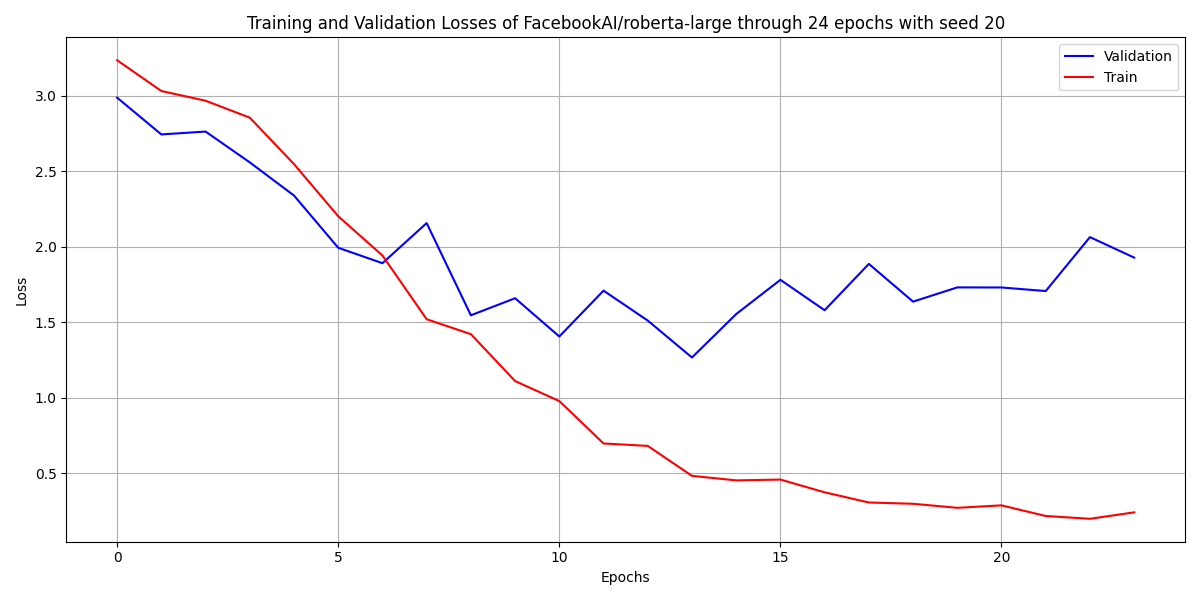 Training and Validation Losses of FacebookAI/roberta-large through 24 epochs with seed 20
Validation
Train
Loss
3.0
2.5
2.0
1.5
1.0
0.5
0 5 10 15 20
Epochs